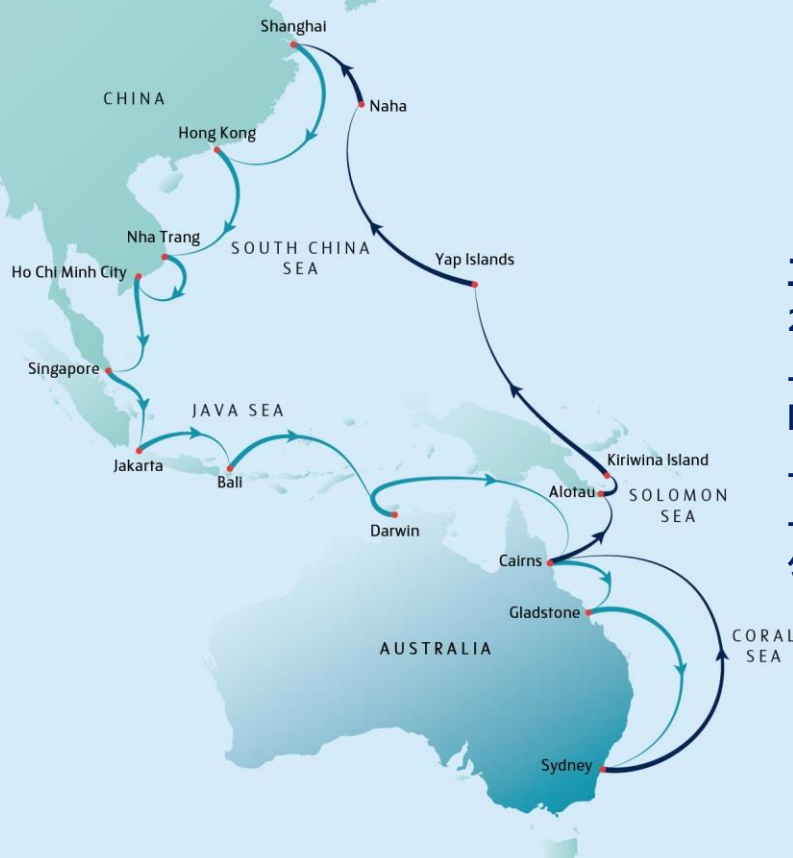 Shanghai
CHINA
Naha
Hong Kong
Nha Trang
SOUTH CHINA
SEA
Ho Chi Minh City
Yap Islands
Singapore
JAVA SEA
Jakarta
Bali
Kiriwina Island
Alotau
SOLOMON
SEA
Darwin
Cairns
Gladstone
CORAL
SEA
AUSTRALIA
Sydney